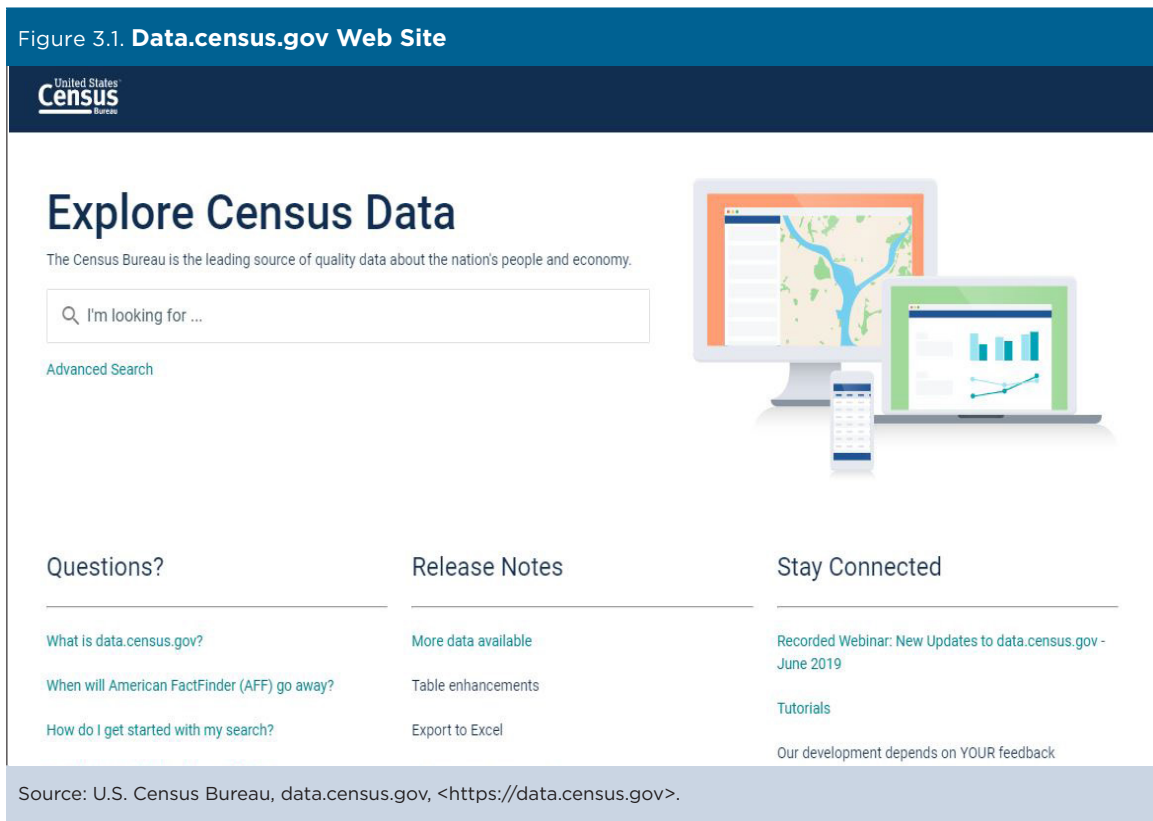 Figure 3.1. Data.census.gov Web Site
United States
Census
Bureau
Explore Census Data
The Census Bureau is the leading source of quality data about the nation's people and economy.
I'm looking for ...
Advanced Search
Questions?
What is data.census.gov?
When will American FactFinder (AFF) go away?
How do I get started with my search?
Release Notes
More data available
Table enhancements
Export to Excel
Stay Connected
Recorded Webinar: New Updates to data.census.gov -
June 2019
Tutorials
Our development depends on YOUR feedback
Source: U.S. Census Bureau, data.census.gov, <https://data.census.gov>.